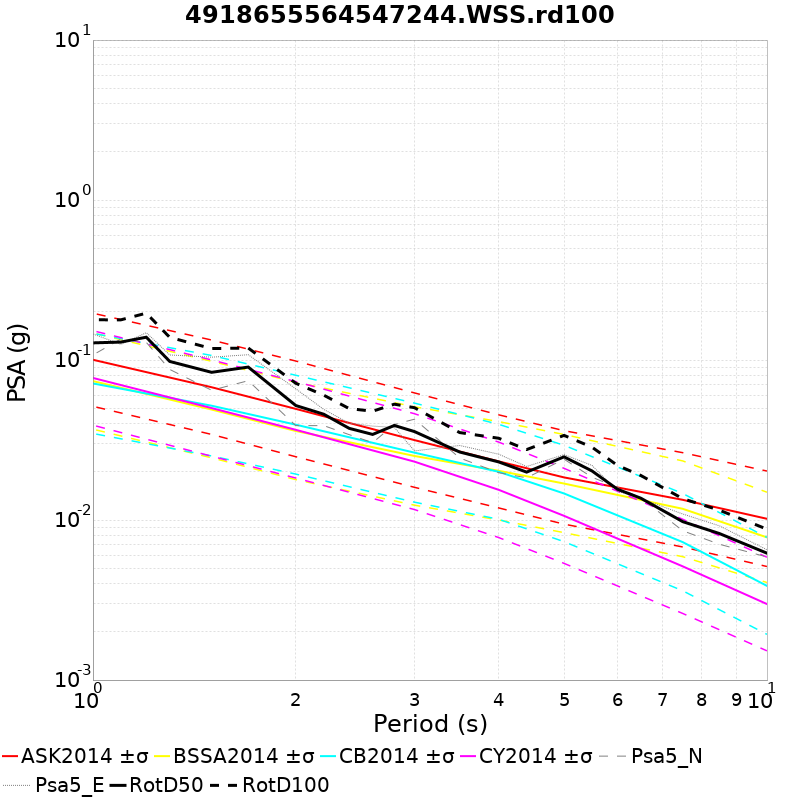 4918655564547244.WSS.rd100
10^1
10^0
10^-1
10^-2
10^-3
PSA (g)
10^0 2 3 4 5 6 7 8 9 10^1
Period (s)
ASK2014 ±σ BSSA2014 ±σ CB2014 ±σ CY2014 ±σ Psa5_N
Psa5_E RotD50 RotD100